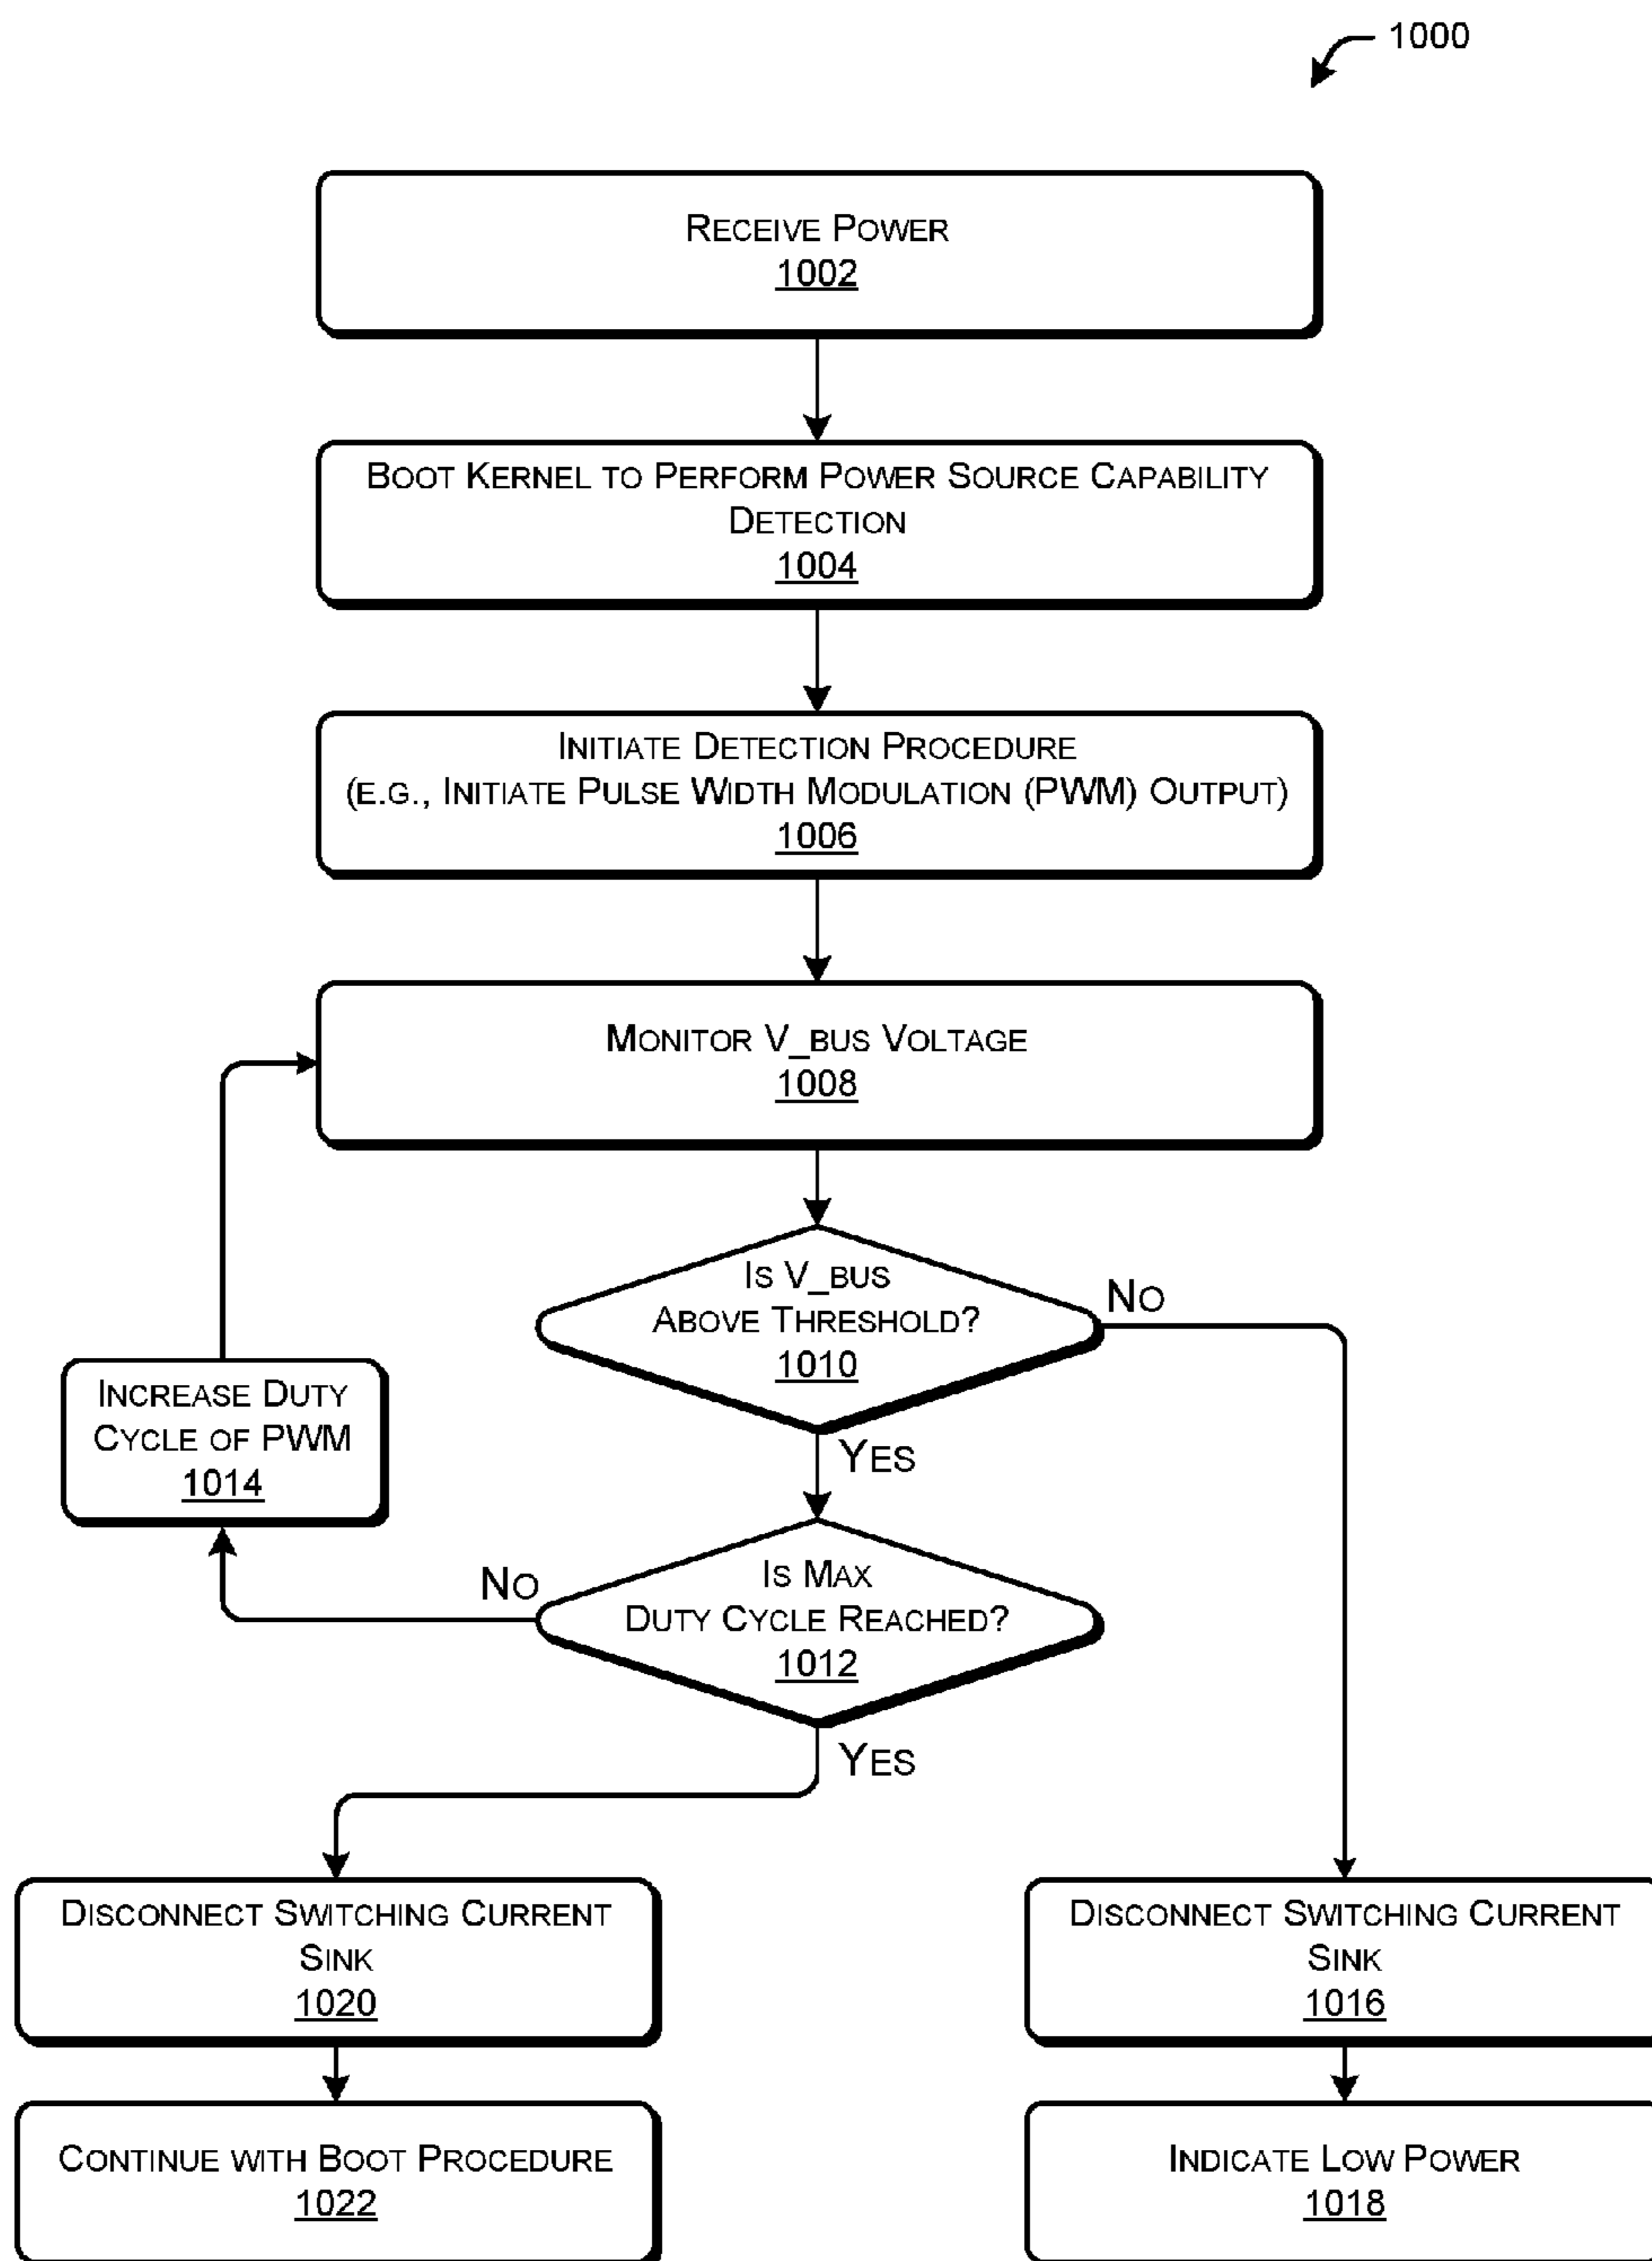 1000
RECEIVE POWER
1002
BOOT KERNEL TO PERFORM POWER SOURCE CAPABILITY
DETECTION
1004
INITIATE DETECTION PROCEDURE
(E.G., INITIATE PULSE WIDTH MODULATION (PWM) OUTPUT)
1006
MONITOR V_BUS VOLTAGE
1008
IS V_BUS
ABOVE THRESHOLD?
1010
NO
YES
INCREASE DUTY
CYCLE OF PWM
1014
NO
IS MAX
DUTY CYCLE REACHED?
1012
YES
DISCONNECT SWITCHING CURRENT
SINK
1020
DISCONNECT SWITCHING CURRENT
SINK
1016
CONTINUE WITH BOOT PROCEDURE
1022
INDICATE LOW POWER
1018